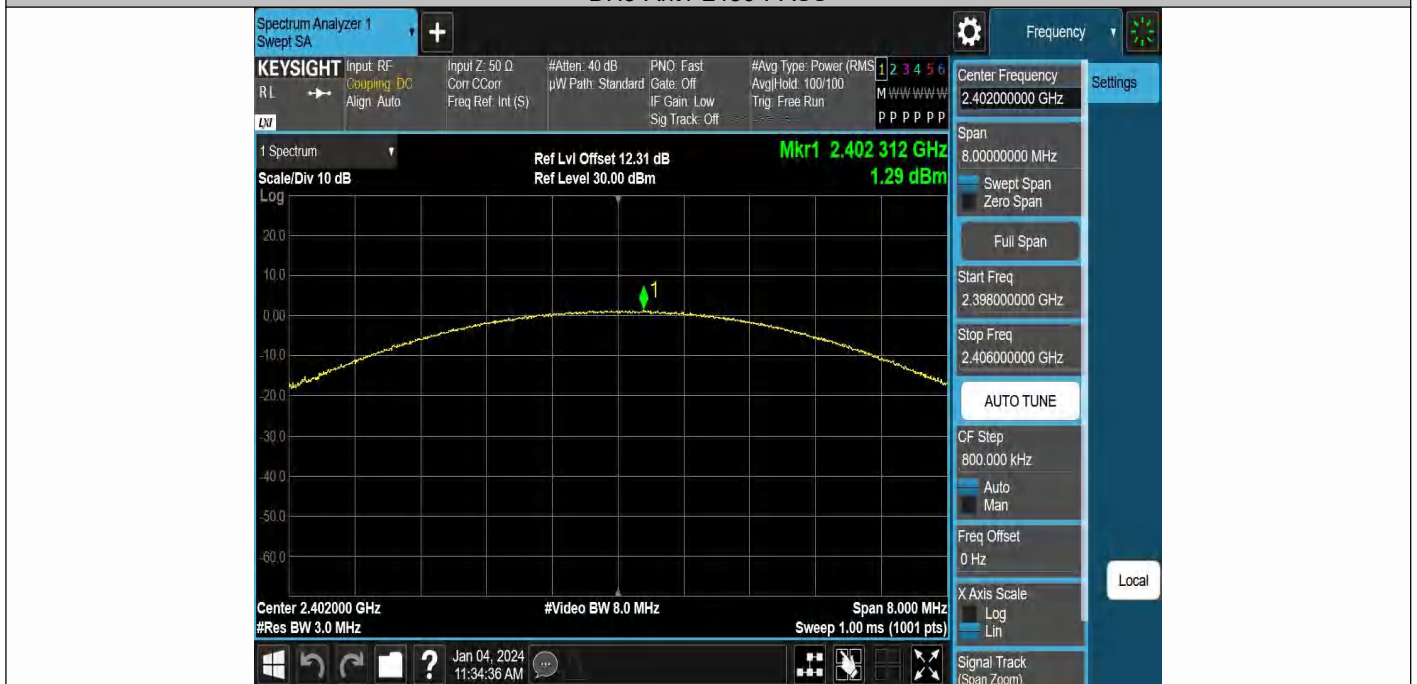 Spectrum Analyzer 1
Swept SA
+
Frequency
KEYSIGHT
RL
LXI
Input: RF
Coupling: DC
Align: Auto
Input Z: 50 Ω
Corr CCorr
Freq Ref: Int (S)
#Atten: 40 dB
µW Path: Standard
PNO: Fast
Gate: Off
IF Gain: Low
Sig Track: Off
#Avg Type: Power (RMS
Avg|Hold: 100/100
Trig: Free Run
1 2 3 4 5 6
M W W W W W
P P P P P P
1 Spectrum
Scale/Div 10 dB
Log
Ref Lvl Offset 12.31 dB
Ref Level 30.00 dBm
Mkr1 2.402 312 GHz
1.29 dBm
20.0
10.0
0.00
-10.0
-20.0
-30.0
-40.0
-50.0
-60.0
1
Center 2.402000 GHz
#Res BW 3.0 MHz
#Video BW 8.0 MHz
Span 8.000 MHz
Sweep 1.00 ms (1001 pts)
Center Frequency
2.402000000 GHz
Settings
Span
8.00000000 MHz
Swept Span
Zero Span
Full Span
Start Freq
2.398000000 GHz
Stop Freq
2.406000000 GHz
AUTO TUNE
CF Step
800.000 kHz
Auto
Man
Freq Offset
0 Hz
X Axis Scale
Log
Lin
Local
Signal Track
(Span Zoom)
?
Jan 04, 2024
11:34:36 AM